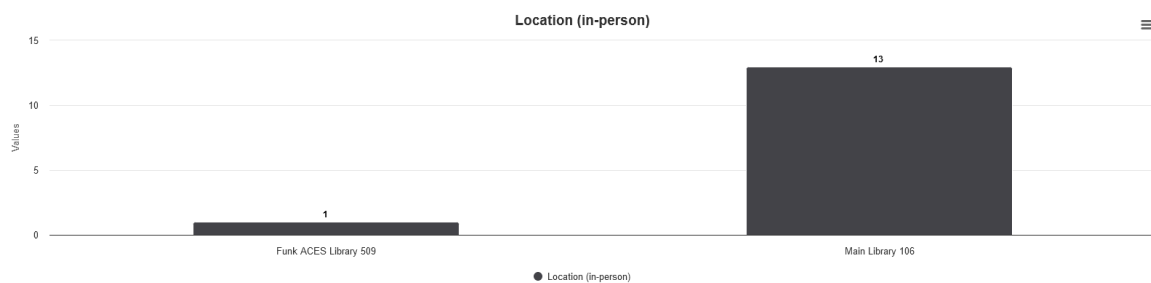 Location (in-person)
15
13
10
Values
5
1
0
Funk ACES Library 509
Main Library 106
Location (in-person)